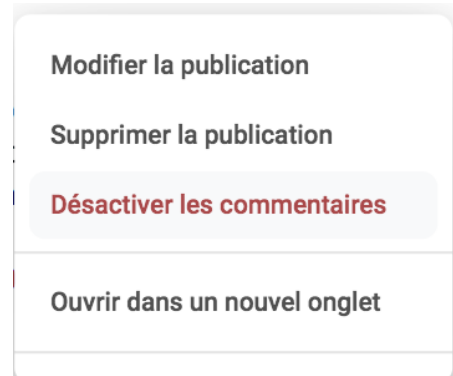 Modifier la publication
Supprimer la publication
Désactiver les commentaires
Ouvrir dans un nouvel onglet